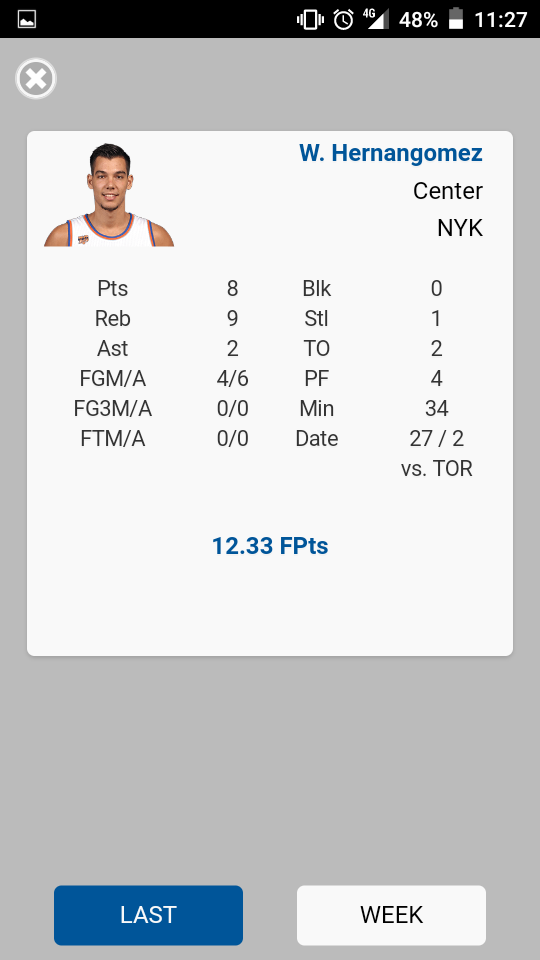 4G 48% 11:27
W. Hernangomez
Center
NYK
Pts 8 Blk 0
Reb 9 Stl 1
Ast 2 TO 2
FGM/A 4/6 PF 4
FG3M/A 0/0 Min 34
FTM/A 0/0 Date 27 / 2
vs. TOR
12.33 FPts
LAST WEEK